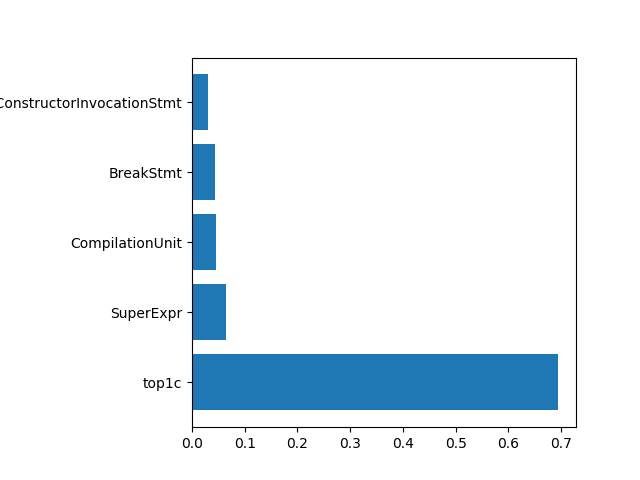 ConstructorInvocationStmt
BreakStmt
CompilationUnit
SuperExpr
top1c
0.0 0.1 0.2 0.3 0.4 0.5 0.6 0.7